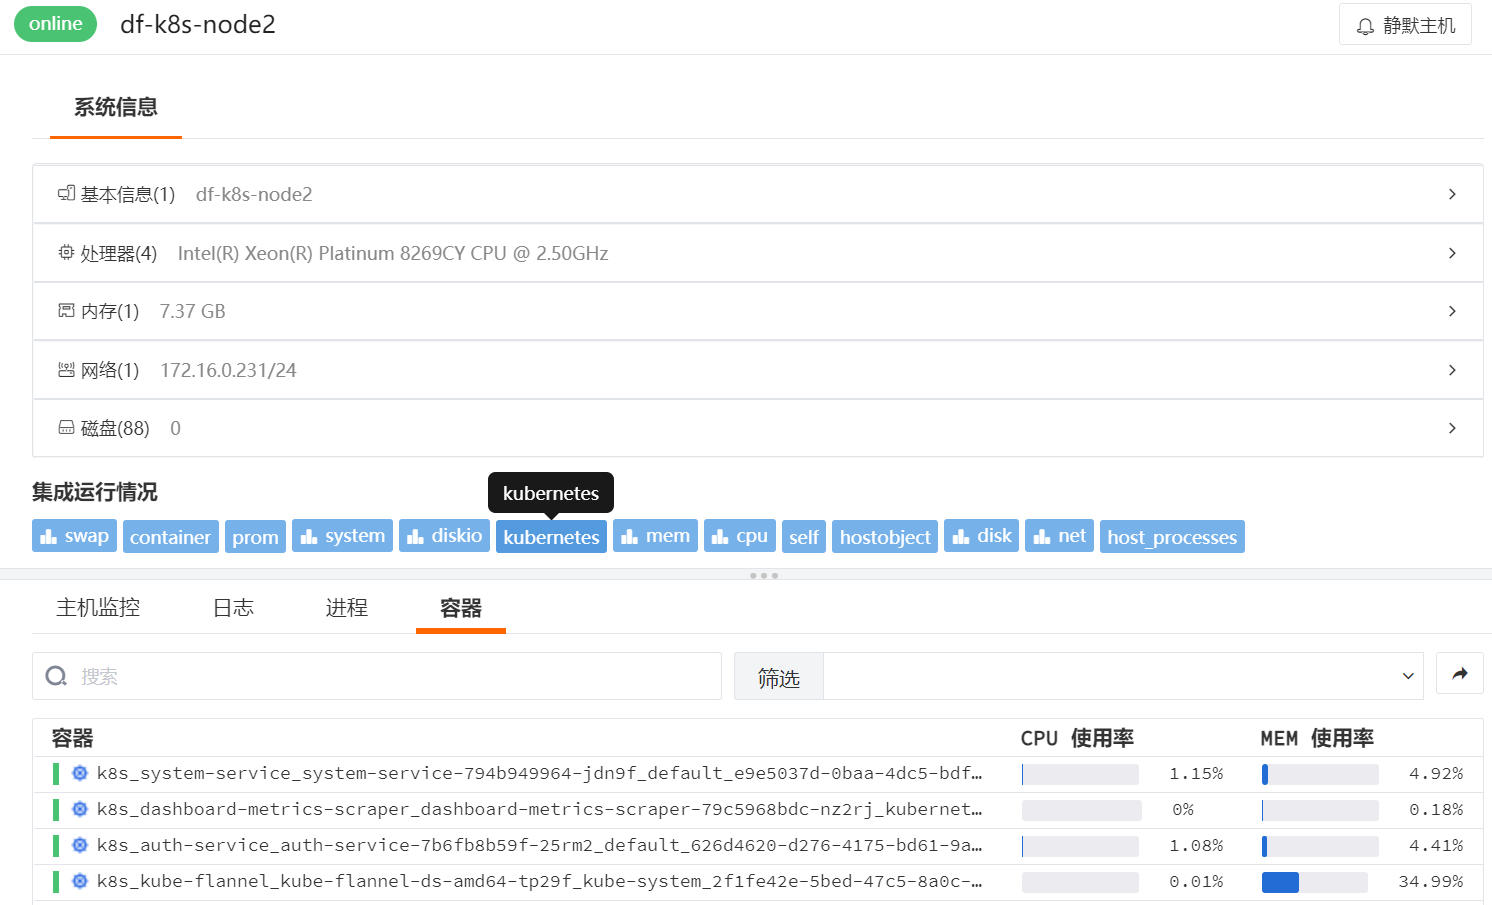 online df-k8s-node2 静默主机
系统信息
基本信息(1) df-k8s-node2
处理器(4) Intel(R) Xeon(R) Platinum 8269CY CPU @ 2.50GHz
内存(1) 7.37 GB
网络(1) 172.16.0.231/24
磁盘(88) 0
集成运行情况
kubernetes
swap container prom system diskio kubernetes mem cpu self hostobject disk net host_processes
主机监控 日志 进程 容器
搜索 筛选
容器 CPU 使用率 MEM 使用率
k8s_system-service_system-service-794b949964-jdn9f_default_e9e5037d-0baa-4dc5-bdf… 1.15% 4.92%
k8s_dashboard-metrics-scraper_dashboard-metrics-scraper-79c5968bdc-nz2rj_kubernet… 0% 0.18%
k8s_auth-service_auth-service-7b6fb8b59f-25rm2_default_626d4620-d276-4175-bd61-9a… 1.08% 4.41%
k8s_kube-flannel_kube-flannel-ds-amd64-tp29f_kube-system_2f1fe42e-5bed-47c5-8a0c-… 0.01% 34.99%